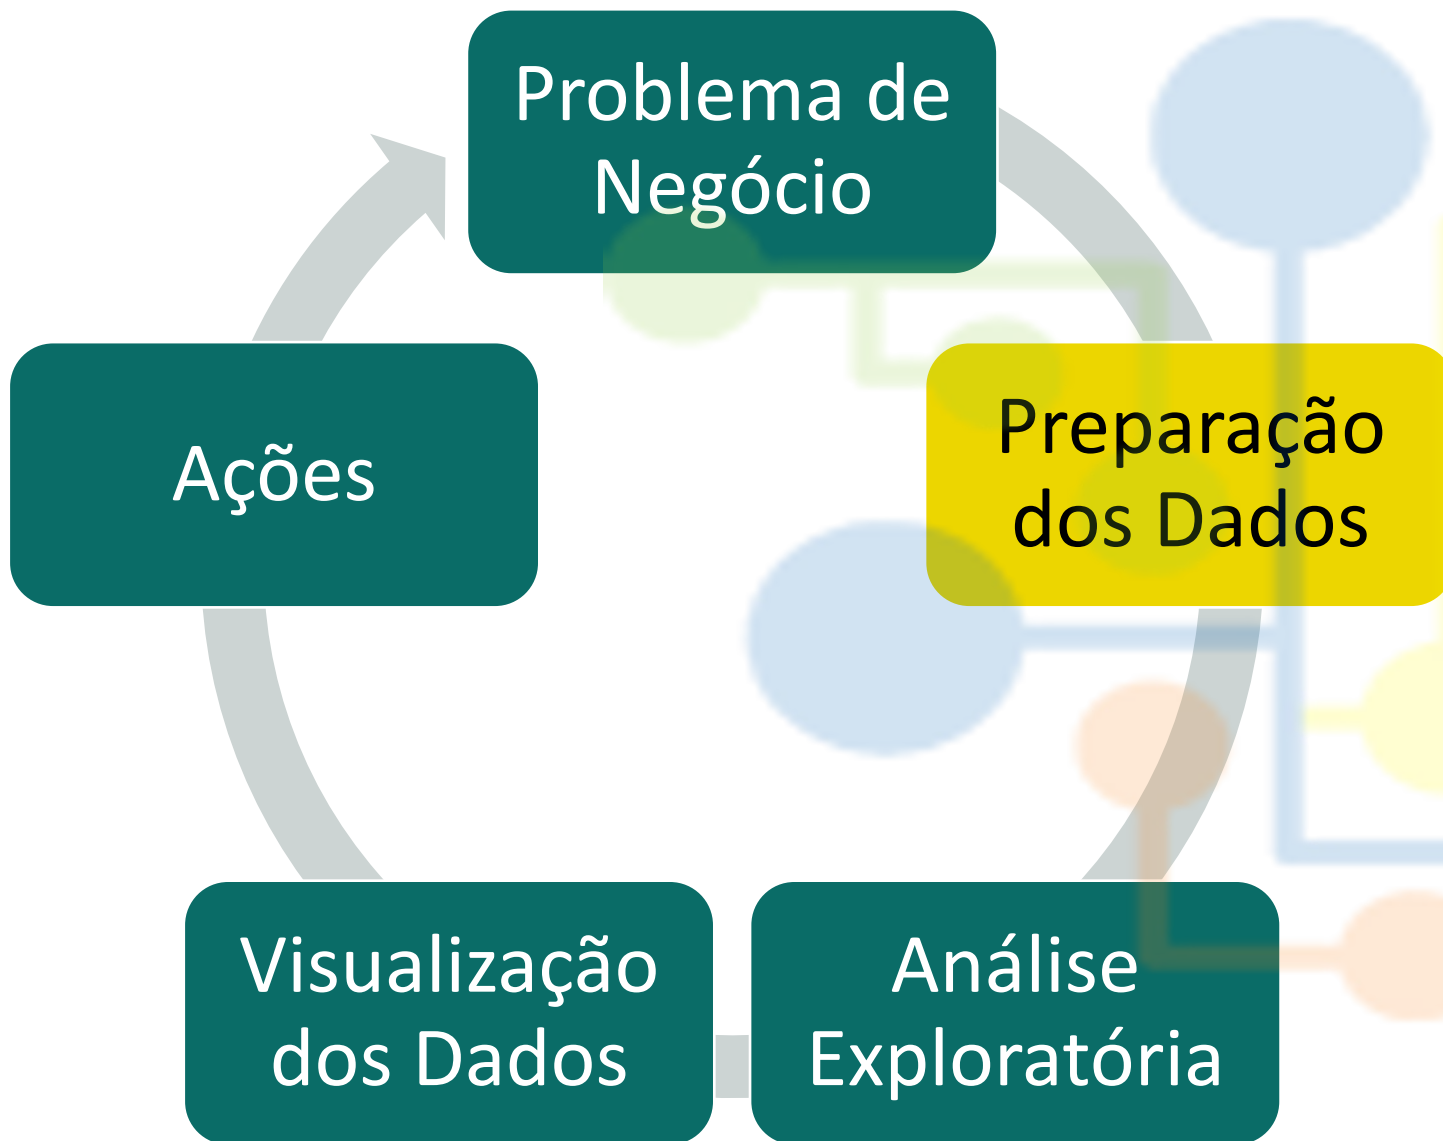 Problema de
Negócio
Preparação
dos Dados
Análise
Exploratória
Visualização
dos Dados
Ações